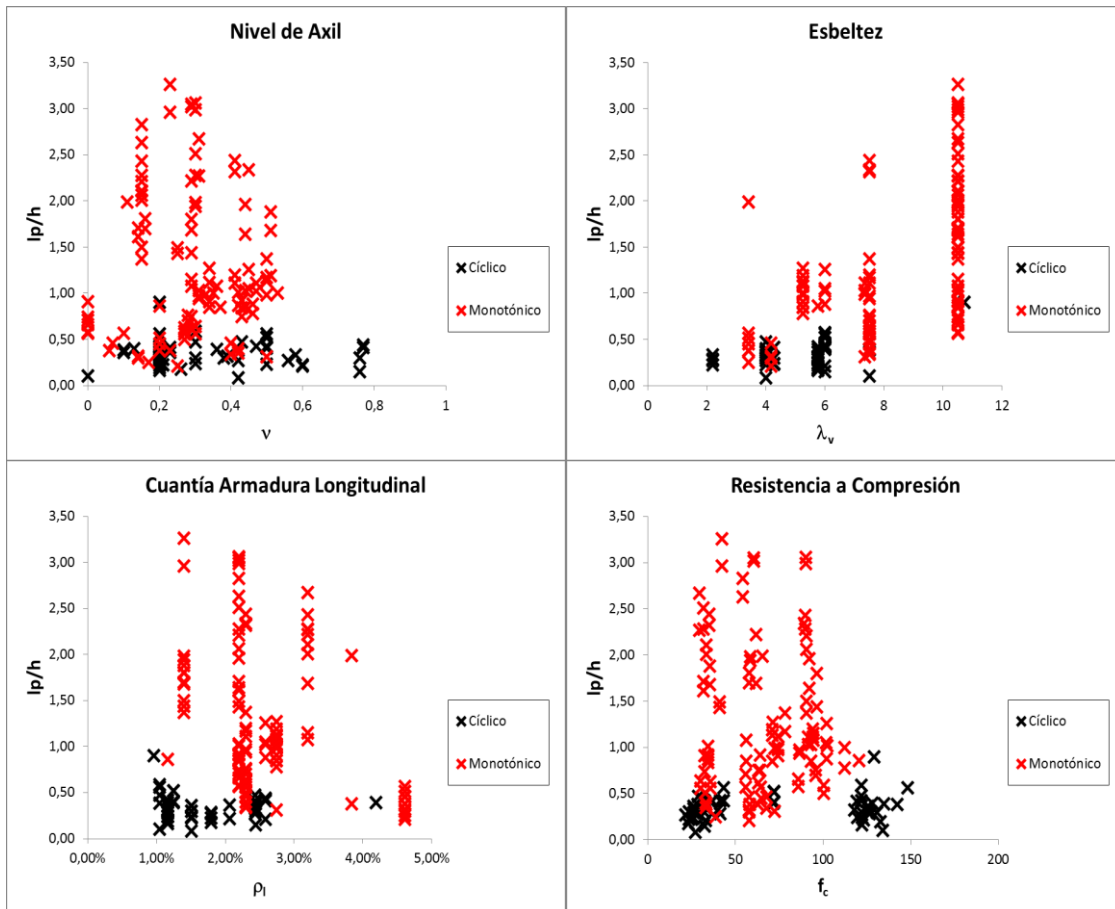 Nivel de Axil
lp/h
3,50
3,00
2,50
2,00
1,50
1,00
0,50
0,00
0
0,2
0,4
0,6
0,8
1
ν
Cíclico
Monotónico
Esbeltez
lp/h
3,50
3,00
2,50
2,00
1,50
1,00
0,50
0,00
0
2
4
6
8
10
12
λv
Cíclico
Monotónico
Cuantía Armadura Longitudinal
lp/h
3,50
3,00
2,50
2,00
1,50
1,00
0,50
0,00
0,00%
1,00%
2,00%
3,00%
4,00%
5,00%
ρl
Cíclico
Monotónico
Resistencia a Compresión
lp/h
3,50
3,00
2,50
2,00
1,50
1,00
0,50
0,00
0
50
100
150
200
fc
Cíclico
Monotónico